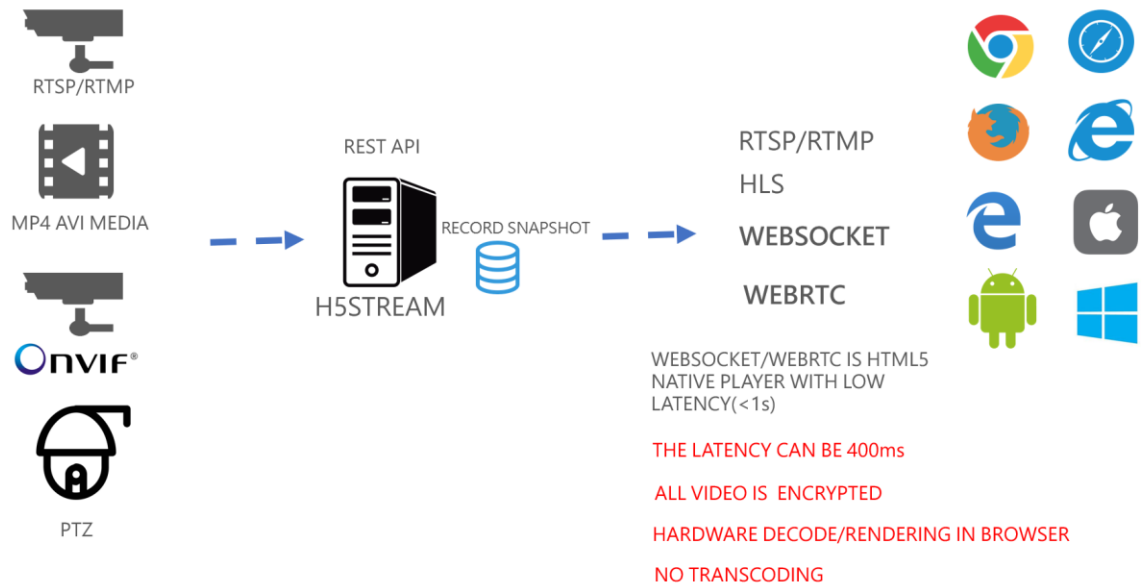 RTSP/RTMP
MP4 AVI MEDIA
Onvif®
PTZ
REST API
RECORD SNAPSHOT
H5STREAM
RTSP/RTMP
HLS
WEBSOCKET
WEBRTC
WEBSOCKET/WEBRTC IS HTML5
NATIVE PLAYER WITH LOW
LATENCY(<1s)
THE LATENCY CAN BE 400ms
ALL VIDEO IS ENCRYPTED
HARDWARE DECODE/RENDERING IN BROWSER
NO TRANSCODING